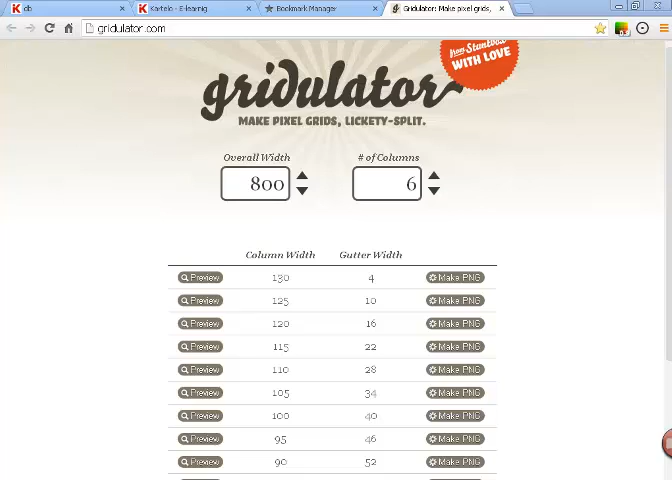 db
Kartelo - E-learnig
Bookmark Manager
Gridulator: Make pixel grids,
gridulator.com
from Stanford
WITH LOVE
gridulator
MAKE PIXEL GRIDS, LICKETY-SPLIT.
Overall Width # of Columns
800 6
Column Width Gutter Width
Preview 130 4 Make PNG
Preview 125 10 Make PNG
Preview 120 16 Make PNG
Preview 115 22 Make PNG
Preview 110 28 Make PNG
Preview 105 34 Make PNG
Preview 100 40 Make PNG
Preview 95 46 Make PNG
Preview 90 52 Make PNG